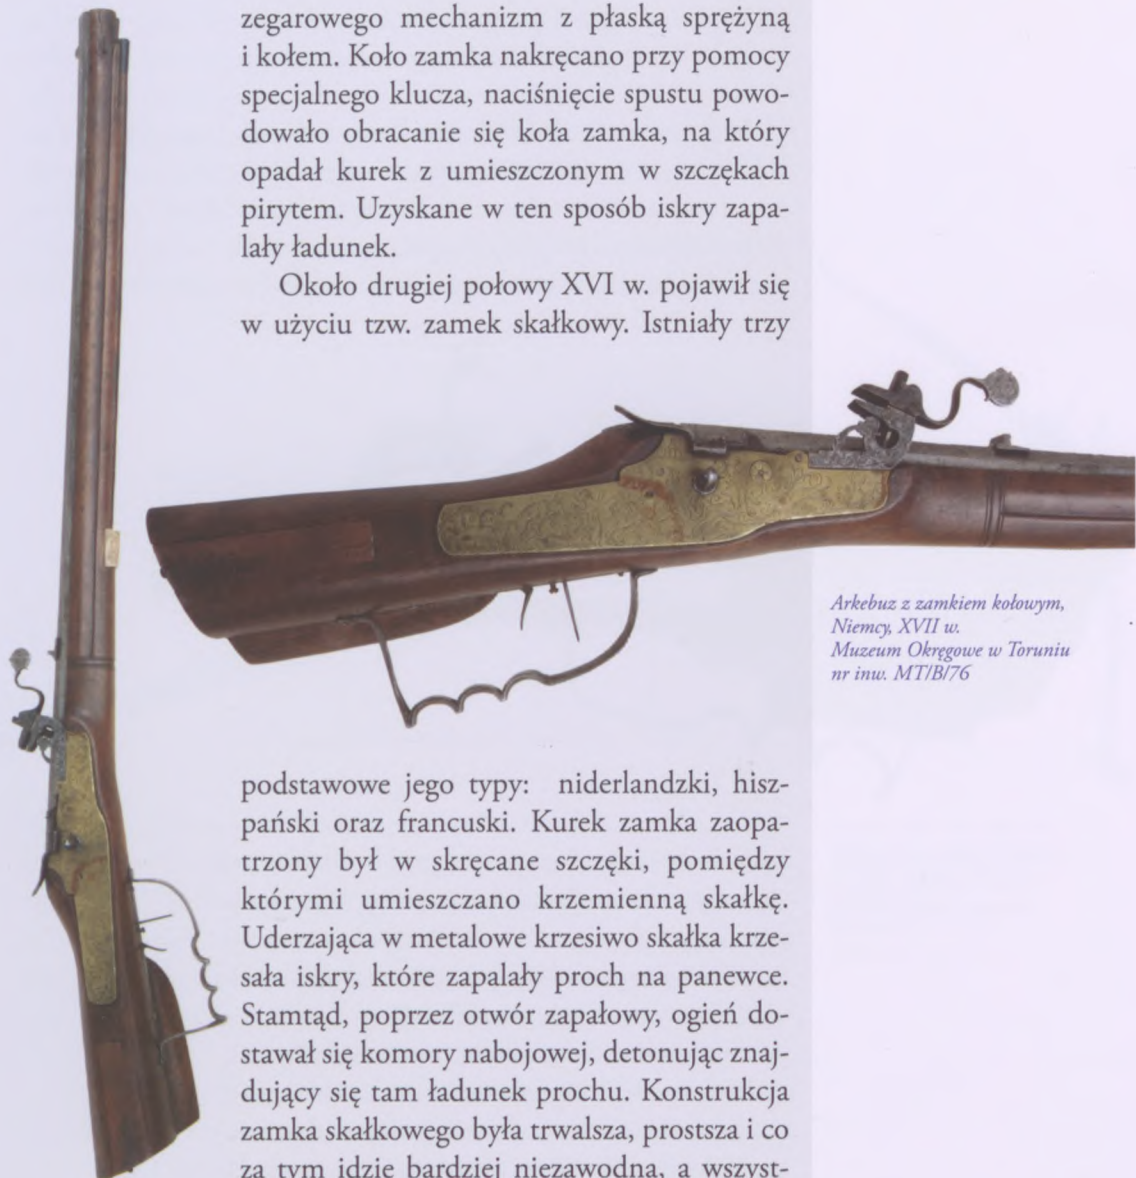 zegarowego mechanizm z płaską sprężyną
i kołem. Koło zamka nakręcano przy pomocy
specjalnego klucza, naciśnięcie spustu powo-
dowało obracanie się koła zamka, na który
opadał kurek z umieszczonym w szczękach
pirytem. Uzyskane w ten sposób iskry zapa-
lały ładunek.
Około drugiej połowy XVI w. pojawił się
w użyciu tzw. zamek skałkowy. Istniały trzy
Arkebuz z zamkiem kołowym,
Niemcy, XVII w.
Muzeum Okręgowe w Toruniu
nr inw. MT/B/76
podstawowe jego typy: niderlandzki, hisz-
pański oraz francuski. Kurek zamka zaopa-
trzony był w skręcane szczęki, pomiędzy
którymi umieszczano krzemienną skałkę.
Uderzająca w metalowe krzesiwo skałka krze-
sała iskry, które zapalały proch na panewce.
Stamtąd, poprzez otwór zapałowy, ogień do-
stawał się komory nabojowej, detonując znaj-
dujący się tam ładunek prochu. Konstrukcja
zamka skałkowego była trwalsza, prostsza i co
za tym idzie bardziej niezawodna, a wszyst-